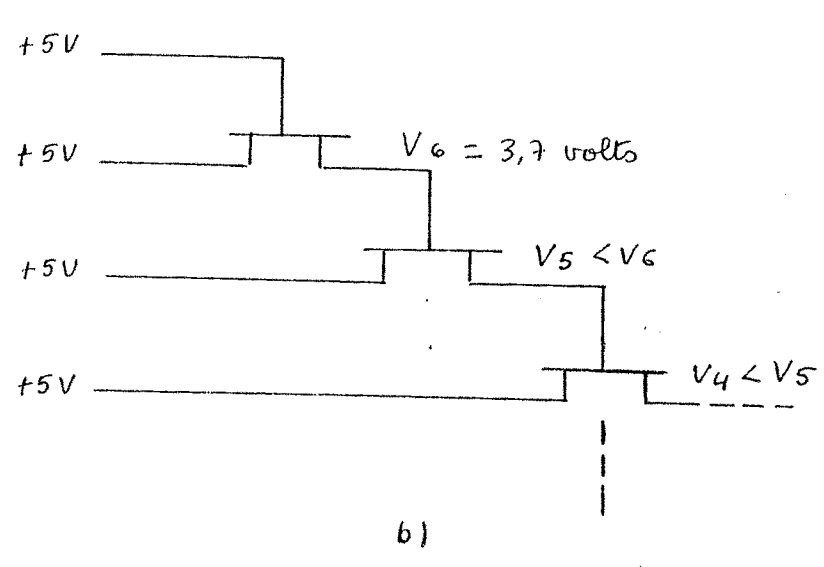 +5V
+5V
V6 = 3,7 volts
+5V
V5 < V6
+5V
V4 < V5
b)